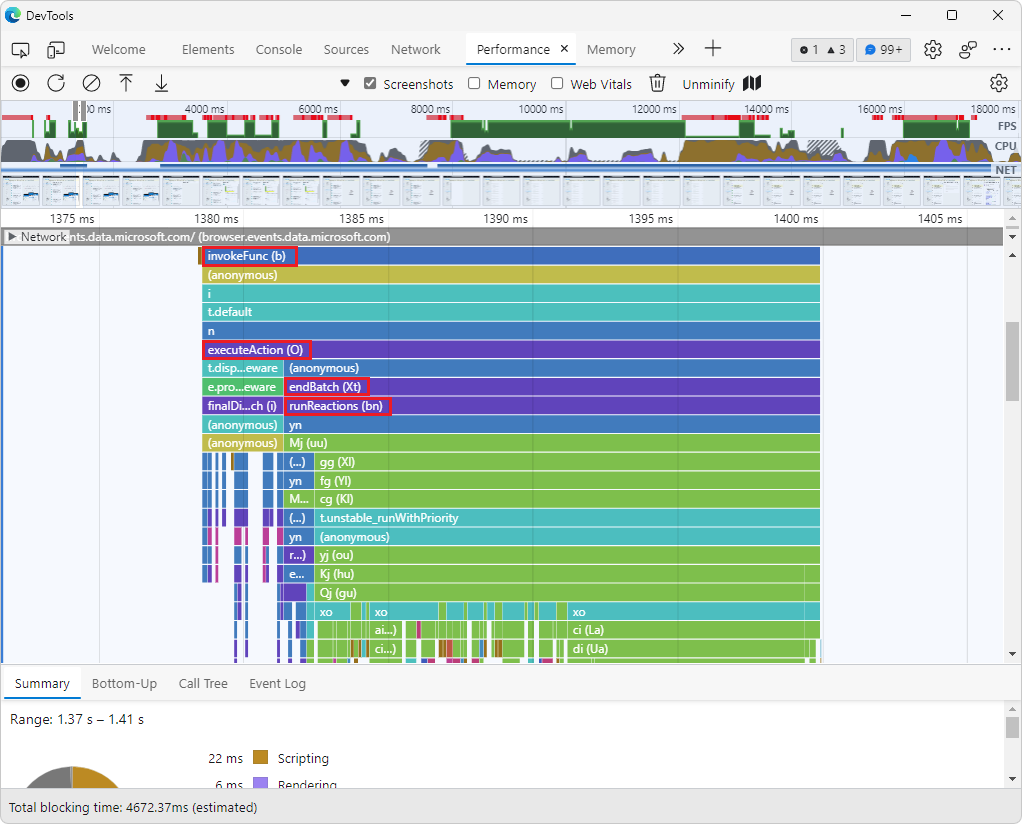 DevTools
Welcome Elements Console Sources Network Performance Memory 1 3 99+
Screenshots Memory Web Vitals Unminify
00 ms 4000 ms 6000 ms 8000 ms 10000 ms 12000 ms 14000 ms 16000 ms 18000 ms
FPS
CPU
NET
1375 ms 1380 ms 1385 ms 1390 ms 1395 ms 1400 ms 1405 ms
Network nts.data.microsoft.com/ (browser.events.data.microsoft.com)
invokeFunc (b)
(anonymous)
i
t.default
n
executeAction (O)
t.disp...eware (anonymous)
e.pro...eware endBatch (Xt)
finalDi...ch (i) runReactions (bn)
(anonymous) yn
(anonymous) Mj (uu)
(...) gg (Xl)
yn fg (Yl)
M... cg (Kl)
(...) t.unstable_runWithPriority
yn (anonymous)
r...) yj (ou)
e... Kj (hu)
Qj (gu)
xo xo xo
ai...) ci (La)
ci...) di (Ua)
Summary Bottom-Up Call Tree Event Log
Range: 1.37 s – 1.41 s
22 ms Scripting
6 ms Rendering
Total blocking time: 4672.37ms (estimated)